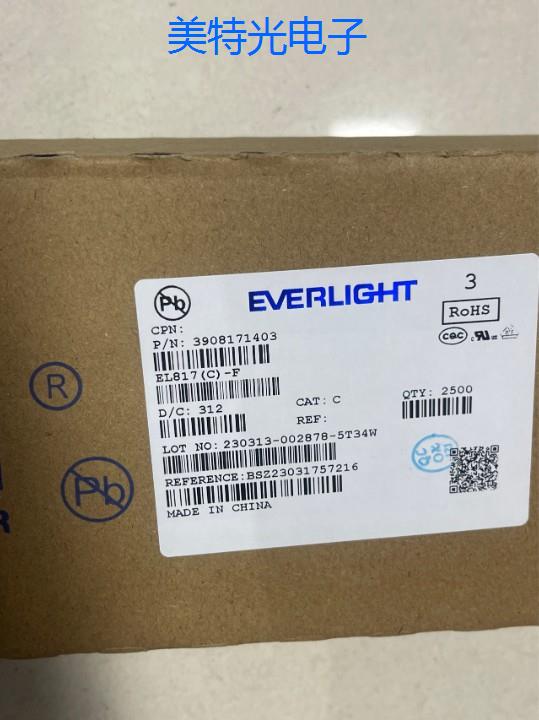 美特光电子
Pb
EVERLIGHT
3
RoHS
CPN:
P/N: 3908171403
EL817(C)-F
D/C: 312
CAT: C
QTY: 2500
REF:
LOT NO: 230313-002878-5T34W
REFERENCE:BSZ23031757216
MADE IN CHINA
R
Pb
R